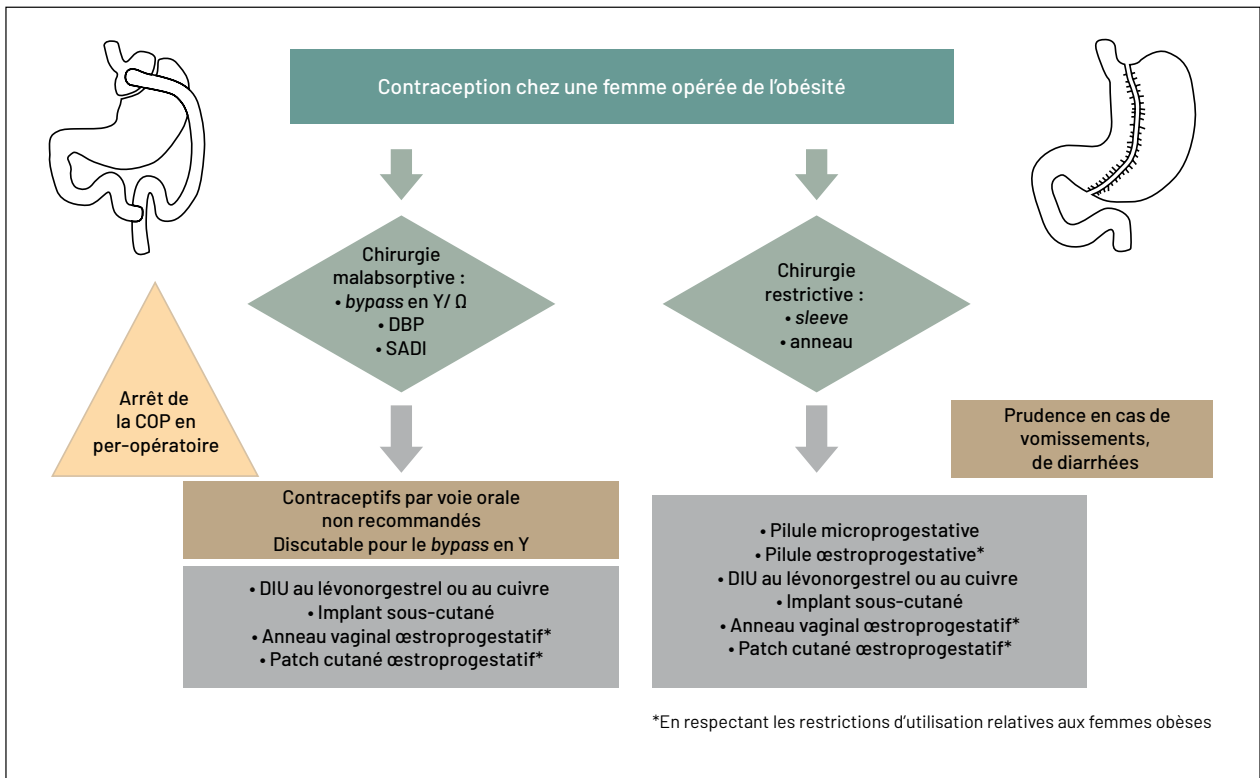 Contraception chez une femme opérée de l'obésité
Chirurgie
malabsorptive :
• bypass en Y/ Ω
• DBP
• SADI
Chirurgie
restrictive :
• sleeve
• anneau
Arrêt de
la COP en
per-opératoire
Prudence en cas de
vomissements,
de diarrhées
Contraceptifs par voie orale
non recommandés
Discutable pour le bypass en Y
• DIU au lévonorgestrel ou au cuivre
• Implant sous-cutané
• Anneau vaginal œstroprogestatif*
• Patch cutané œstroprogestatif*
• Pilule microprogestative
• Pilule œstroprogestative*
• DIU au lévonorgestrel ou au cuivre
• Implant sous-cutané
• Anneau vaginal œstroprogestatif*
• Patch cutané œstroprogestatif*
*En respectant les restrictions d'utilisation relatives aux femmes obèses